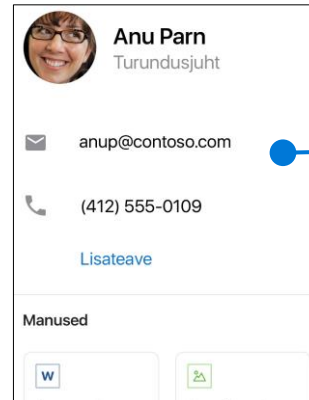 Anu Parn
Turundusjuht
anup@contoso.com
(412) 555-0109
Lisateave
Manused
W